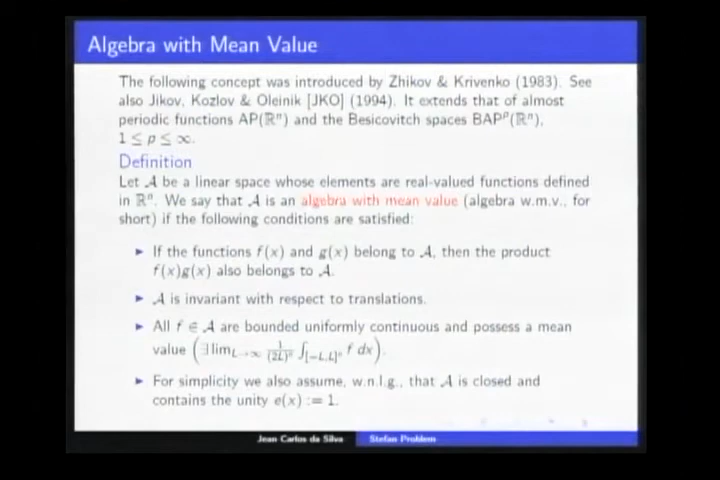 Algebra with Mean Value
The following concept was introduced by Zhikov & Krivenko (1983). See
also Jikov, Kozlov & Oleinik [JKO] (1994). It extends that of almost
periodic functions AP(ℝⁿ) and the Besicovitch spaces BAPᵖ(ℝⁿ),
1 ≤ p ≤ ∞.
Definition
Let 𝒜 be a linear space whose elements are real-valued functions defined
in ℝⁿ. We say that 𝒜 is an algebra with mean value (algebra w.m.v., for
short) if the following conditions are satisfied:
► If the functions f(x) and g(x) belong to 𝒜, then the product
f(x)g(x) also belongs to 𝒜.
► 𝒜 is invariant with respect to translations.
► All f ∈ 𝒜 are bounded uniformly continuous and possess a mean
value (∃ lim_{L→∞} 1/(2L)ⁿ ∫_{[−L,L]ⁿ} f dx).
► For simplicity we also assume, w.n.l.g., that 𝒜 is closed and
contains the unity e(x) := 1.
Jean Carlos da Silva Stefan Problem